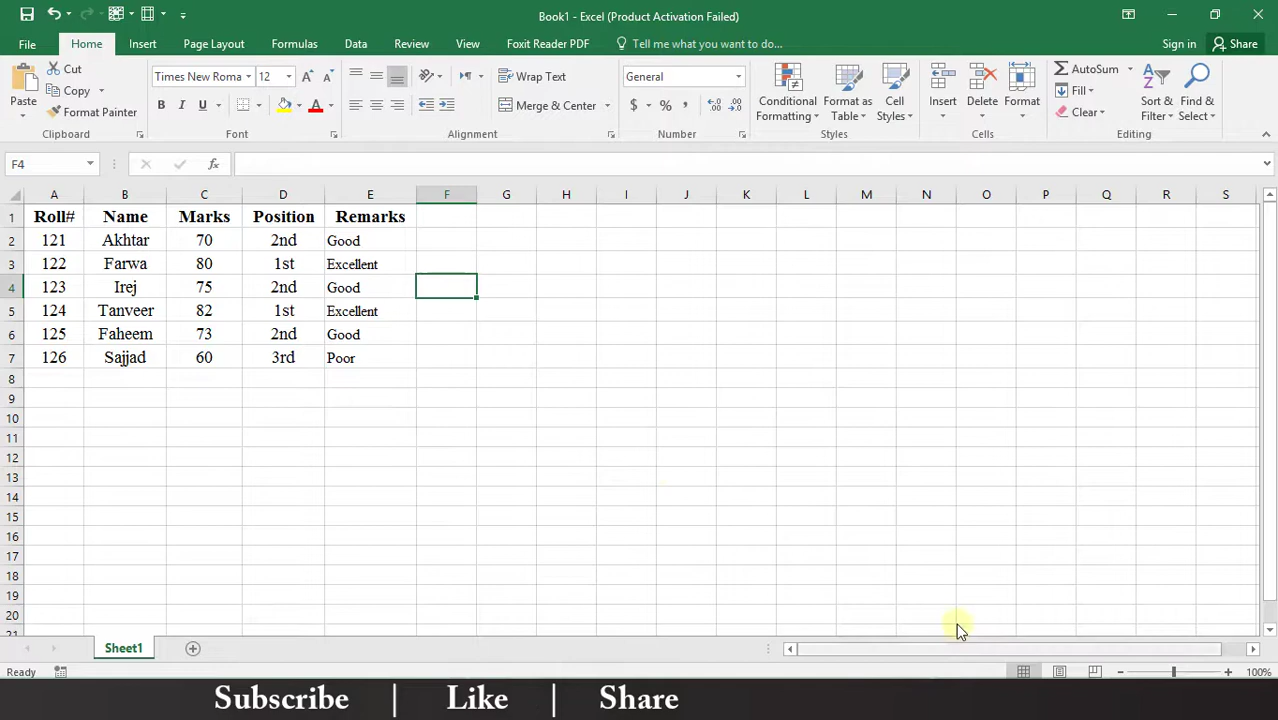 Book1 - Excel (Product Activation Failed)
File Home Insert Page Layout Formulas Data Review View Foxit Reader PDF Tell me what you want to do... Sign in Share
Paste
Cut
Copy
Format Painter
Clipboard
Times New Roma 12
B I U
Font
Wrap Text
Merge & Center
Alignment
General
$ % ,
Number
Conditional Formatting
Format as Table
Cell Styles
Styles
Insert Delete Format
Cells
AutoSum
Fill
Clear
Sort & Filter
Find & Select
Editing
F4 fx
A B C D E F G H I J K L M N O P Q R S
1 Roll# Name Marks Position Remarks
2 121 Akhtar 70 2nd Good
3 122 Farwa 80 1st Excellent
4 123 Irej 75 2nd Good
5 124 Tanveer 82 1st Excellent
6 125 Faheem 73 2nd Good
7 126 Sajjad 60 3rd Poor
8
9
10
11
12
13
14
15
16
17
18
19
20
21
Sheet1
Ready 100%
Subscribe | Like | Share